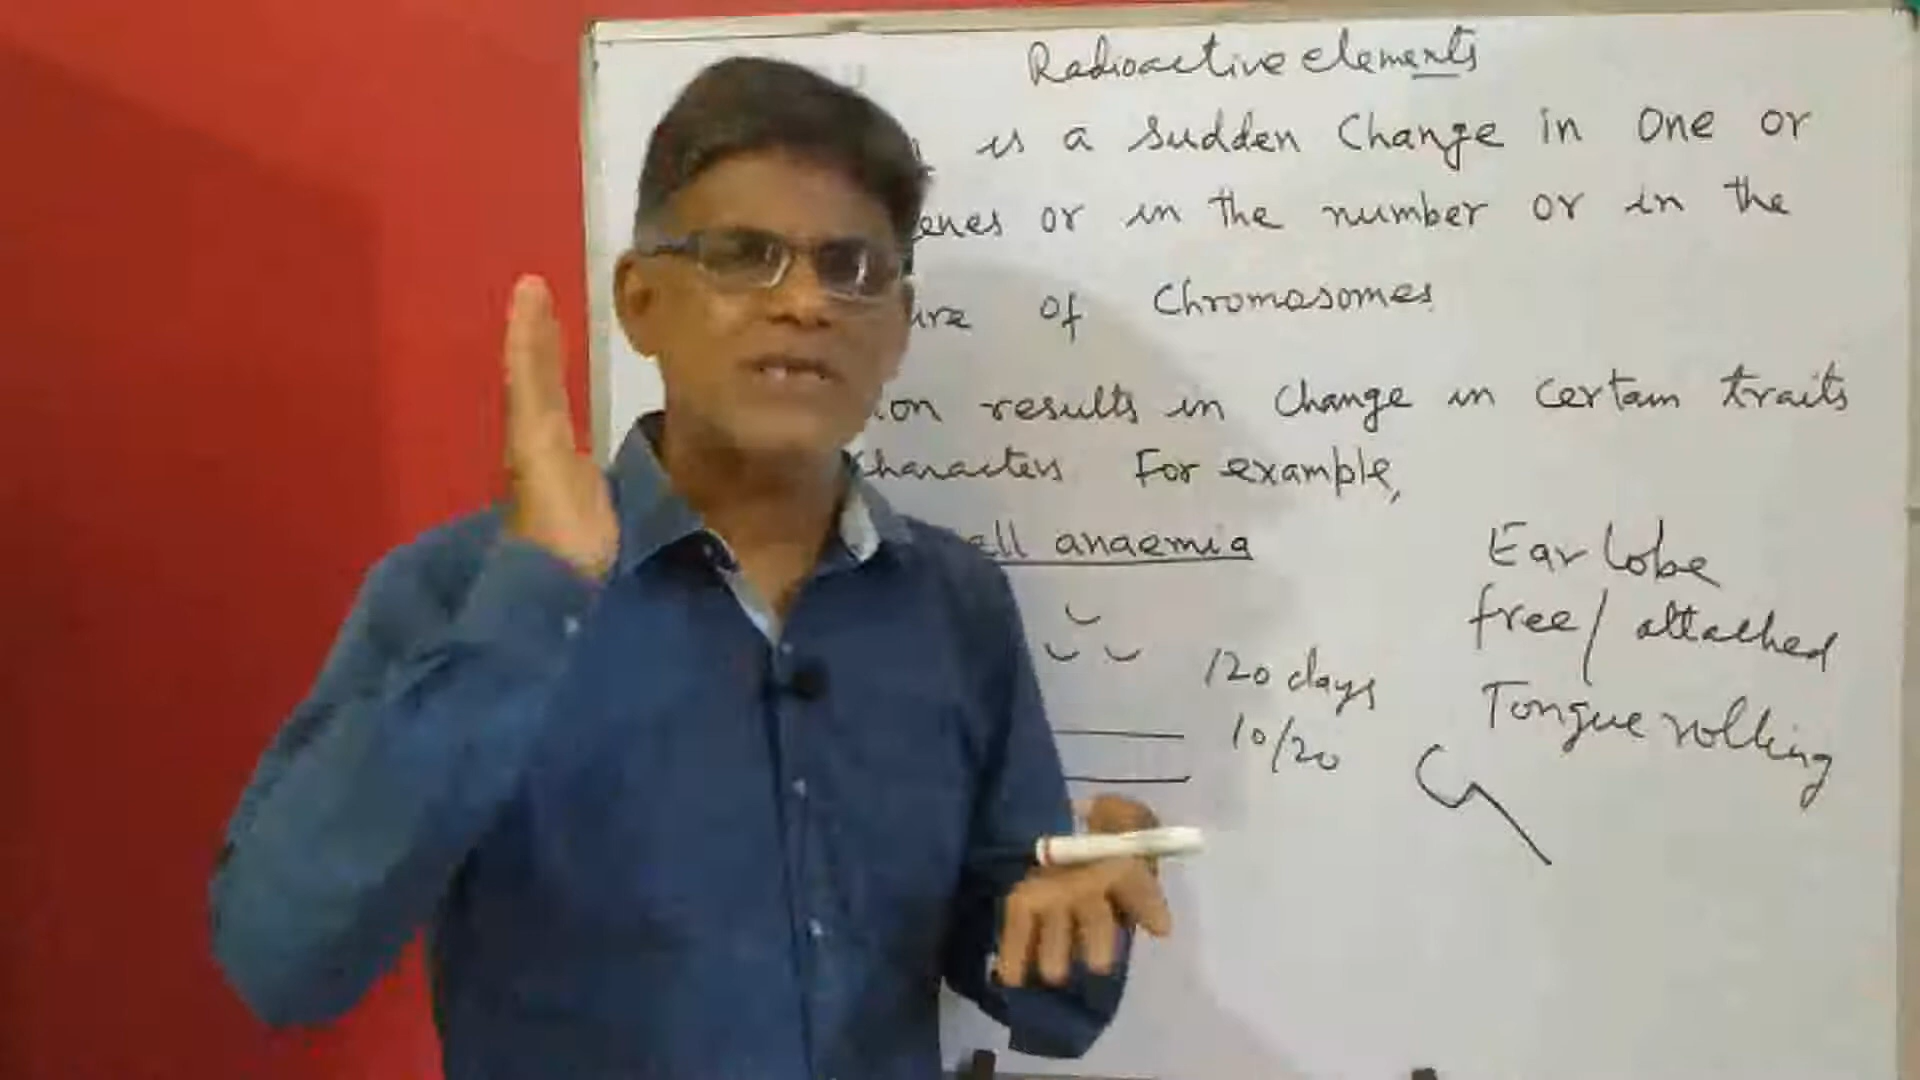 Radioactive elements
is a sudden change in one or
enes or in the number or in the
ure of Chromosomes
ion results in change in certain traits
characters. For example,
ell anaemia
Ear lobe
free/attached
120 days
Tongue rolling
10/20